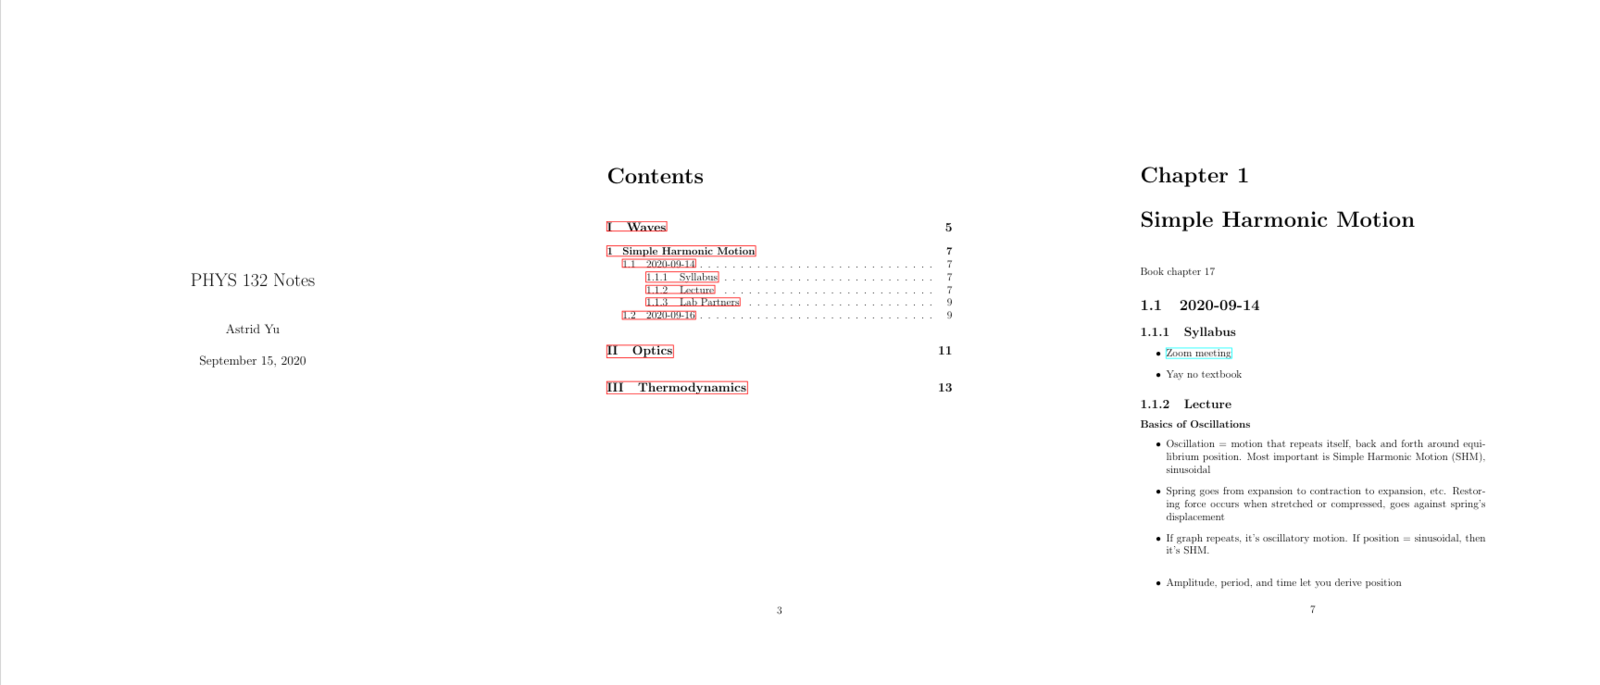 PHYS 132 Notes
Astrid Yu
September 15, 2020
Contents
I Waves 5
1 Simple Harmonic Motion 7
1.1 2020-09-14 . . . . . . . . . . . . . . . . . . . . . . . . . . . . . . 7
1.1.1 Syllabus . . . . . . . . . . . . . . . . . . . . . . . . . . . 7
1.1.2 Lecture . . . . . . . . . . . . . . . . . . . . . . . . . . . 7
1.1.3 Lab Partners . . . . . . . . . . . . . . . . . . . . . . . . 9
1.2 2020-09-16 . . . . . . . . . . . . . . . . . . . . . . . . . . . . . . 9
II Optics 11
III Thermodynamics 13
3
Chapter 1
Simple Harmonic Motion
Book chapter 17
1.1 2020-09-14
1.1.1 Syllabus
• Zoom meeting
• Yay no textbook
1.1.2 Lecture
Basics of Oscillations
• Oscillation = motion that repeats itself, back and forth around equi-
librium position. Most important is Simple Harmonic Motion (SHM),
sinusoidal
• Spring goes from expansion to contraction to expansion, etc. Restor-
ing force occurs when stretched or compressed, goes against spring's
displacement
• If graph repeats, it's oscillatory motion. If position = sinusoidal, then
it's SHM.
• Amplitude, period, and time let you derive position
7